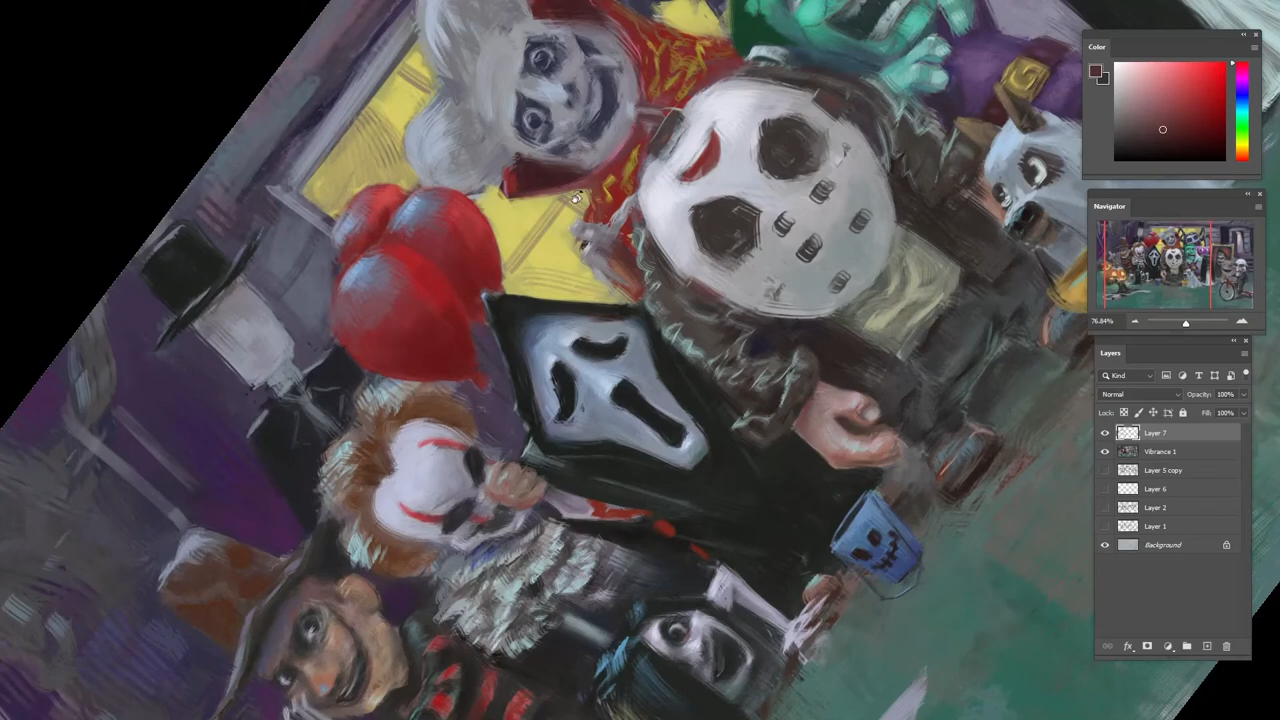 Color
Navigator
76.84%
Layers
Kind
Normal
Opacity: 100%
Lock:
Fill: 100%
Layer 7
Vibrance 1
Layer 5 copy
Layer 6
Layer 2
Layer 1
Background
fx